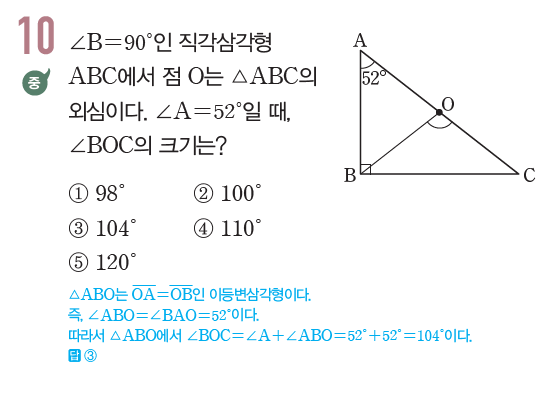 10
중
∠B=90°인 직각삼각형
ABC에서 점 O는 △ABC의
외심이다. ∠A=52°일 때,
∠BOC의 크기는?
① 98° ② 100°
③ 104° ④ 110°
⑤ 120°
A
52°
O
B
C
△ABO는 O̅A̅=O̅B̅인 이등변삼각형이다.
즉, ∠ABO=∠BAO=52°이다.
따라서 △ABO에서 ∠BOC=∠A+∠ABO=52°+52°=104°이다.
답 ③